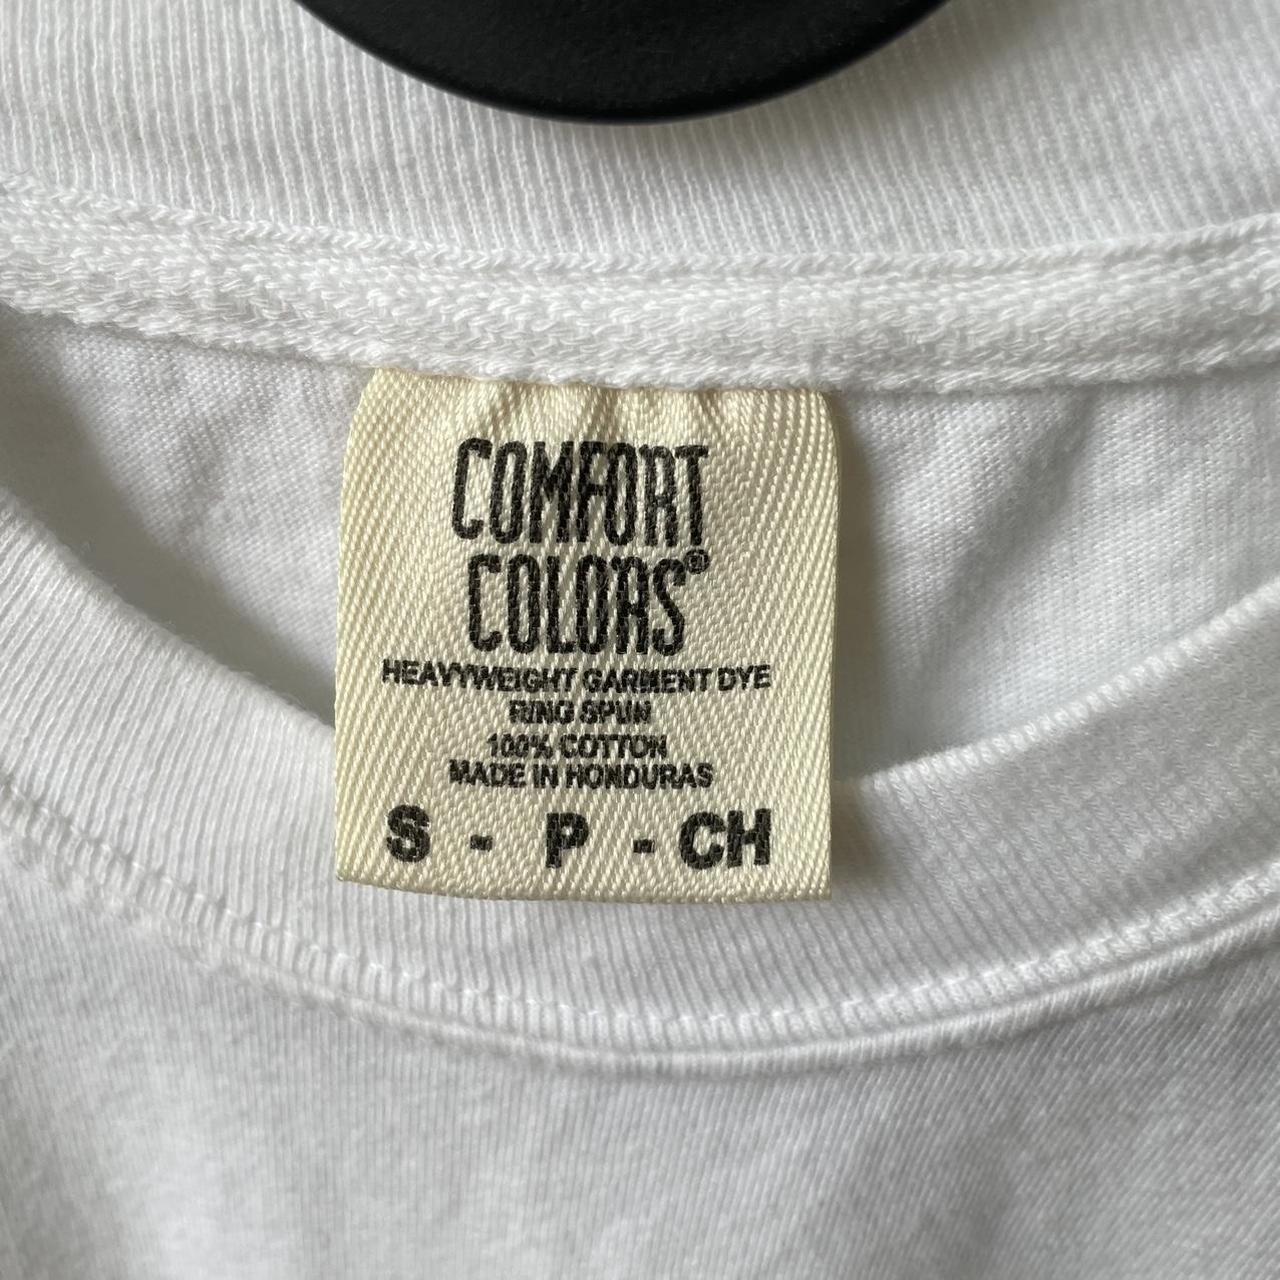 COMFORT
COLORS®
HEAVYWEIGHT GARMENT DYE
RING SPUN
100% COTTON
MADE IN HONDURAS
S - P - CH